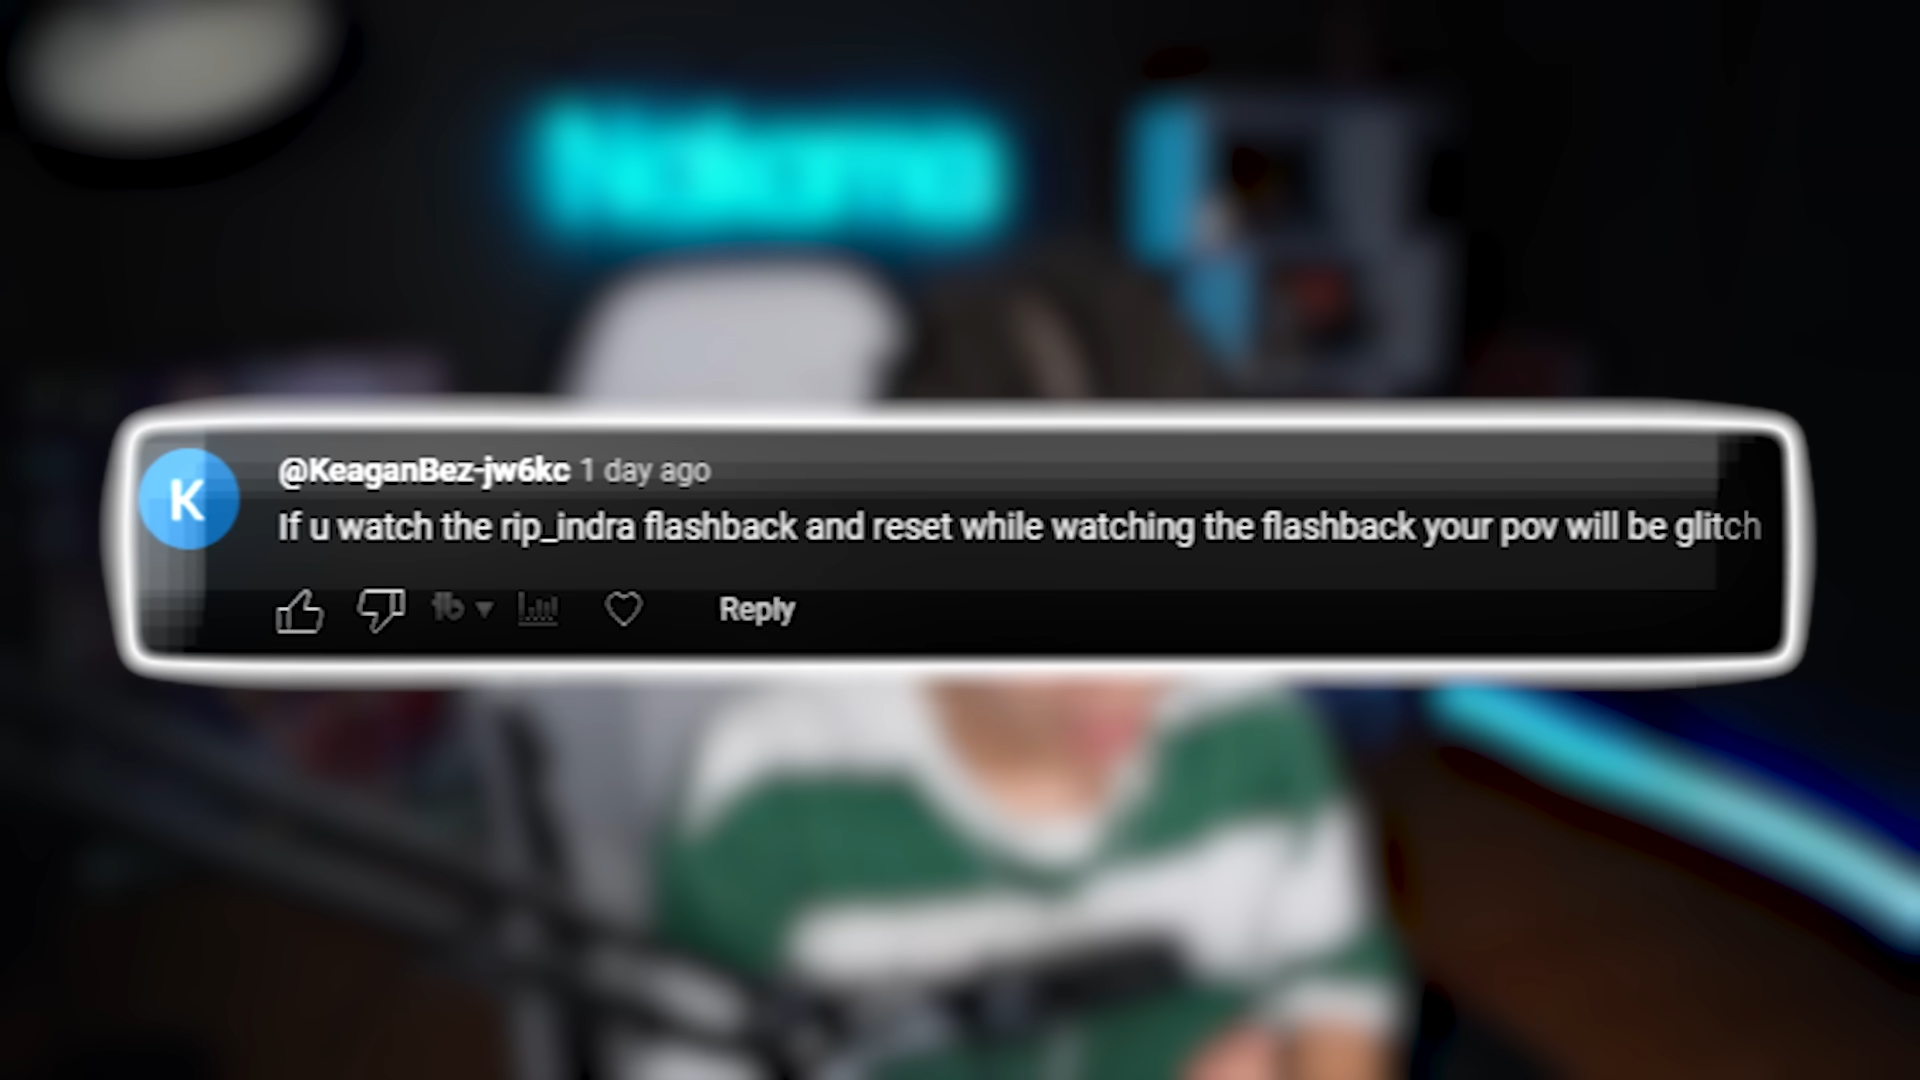 K
@KeaganBez-jw6kc 1 day ago
If u watch the rip_indra flashback and reset while watching the flashback your pov will be glitch
Reply